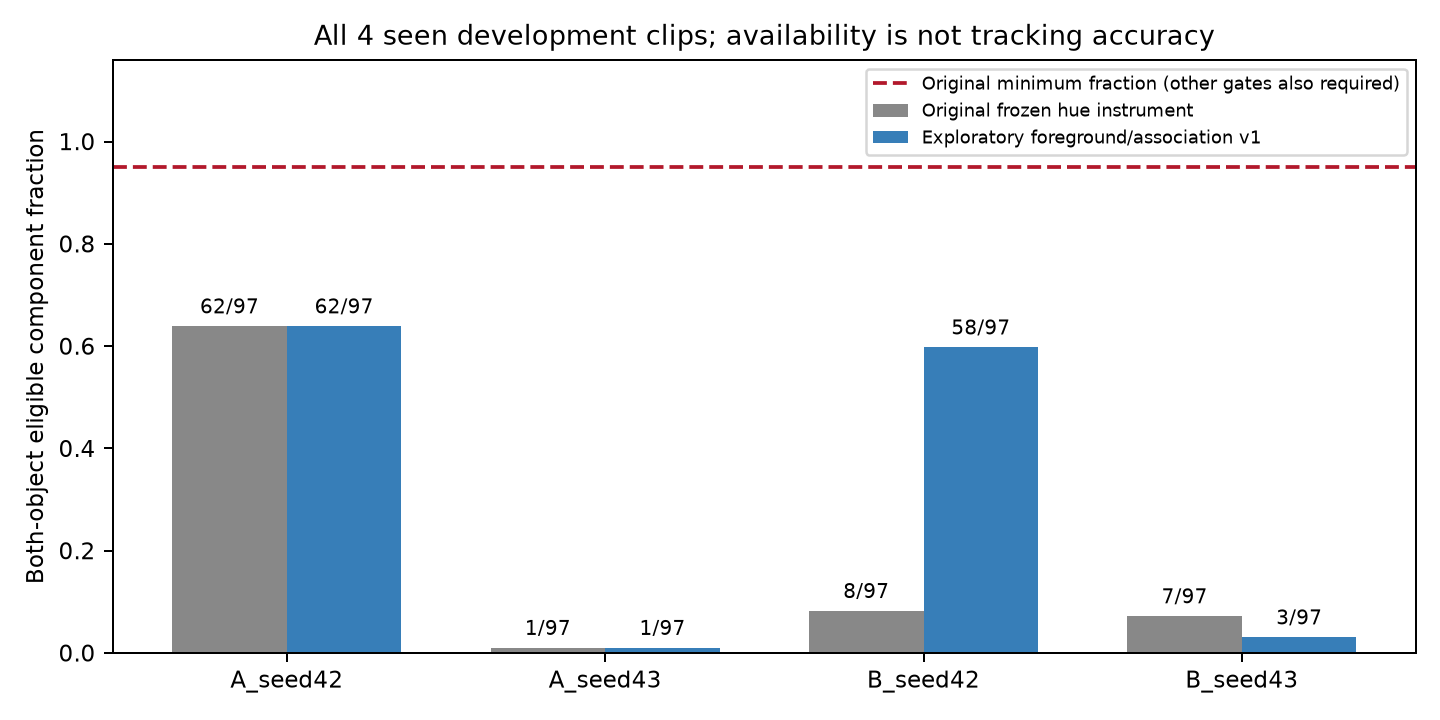 All 4 seen development clips; availability is not tracking accuracy
Original minimum fraction (other gates also required)
Original frozen hue instrument
Exploratory foreground/association v1
Both-object eligible component fraction
1.0
0.8
0.6
0.4
0.2
0.0
62/97 62/97
1/97 1/97
8/97 58/97
7/97 3/97
A_seed42 A_seed43 B_seed42 B_seed43